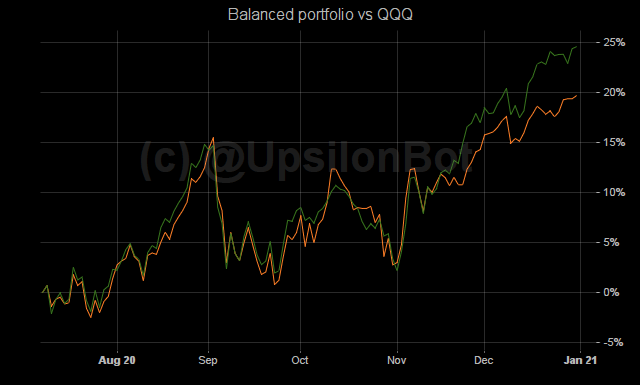 Balanced portfolio vs QQQ
25%
20%
15%
(c) @UpsilonBot
10%
5%
0%
-5%
Aug 20 Sep Oct Nov Dec Jan 21